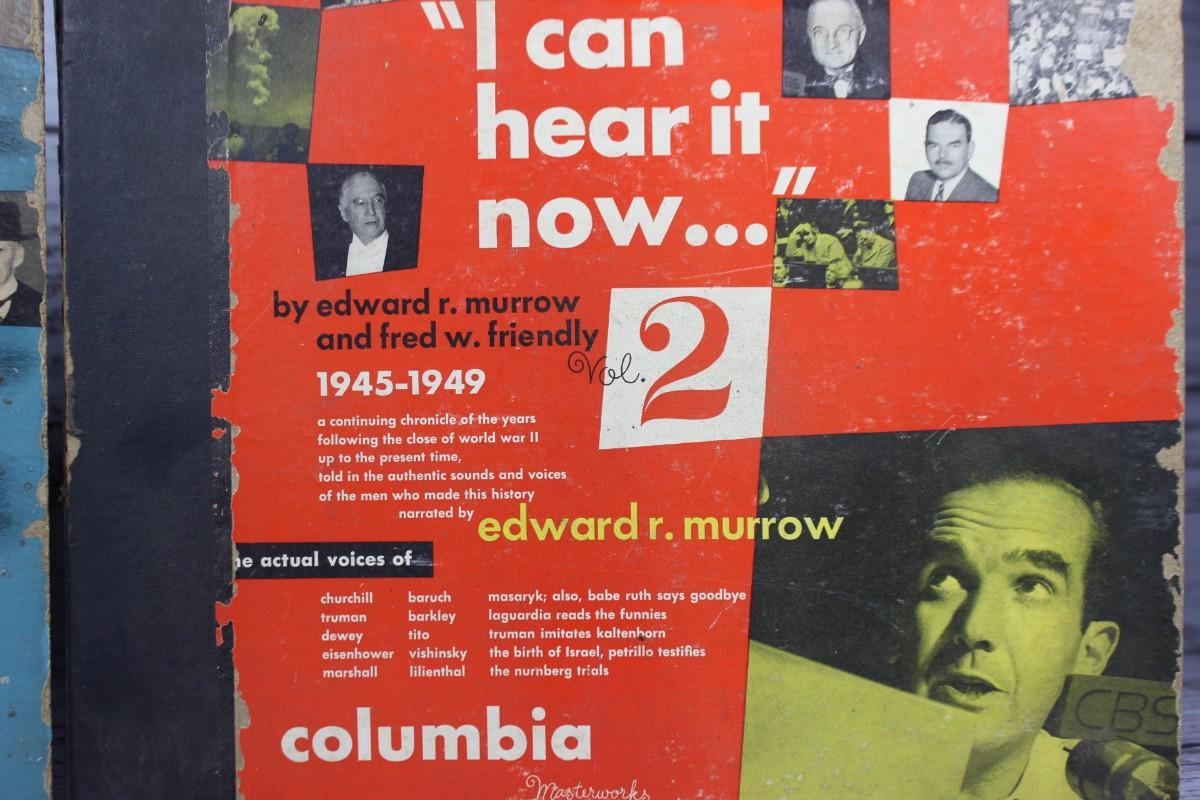 "I can
hear it
now..."
by edward r. murrow
and fred w. friendly
Vol. 2
1945-1949
a continuing chronicle of the years
following the close of world war II
up to the present time,
told in the authentic sounds and voices
of the men who made this history
narrated by edward r. murrow
he actual voices of
churchill baruch masaryk; also, babe ruth says goodbye
truman barkley laguardia reads the funnies
dewey tito truman imitates kaltenborn
eisenhower vishinsky the birth of Israel, petrillo testifies
marshall lilienthal the nurnberg trials
CBS
columbia
Masterworks